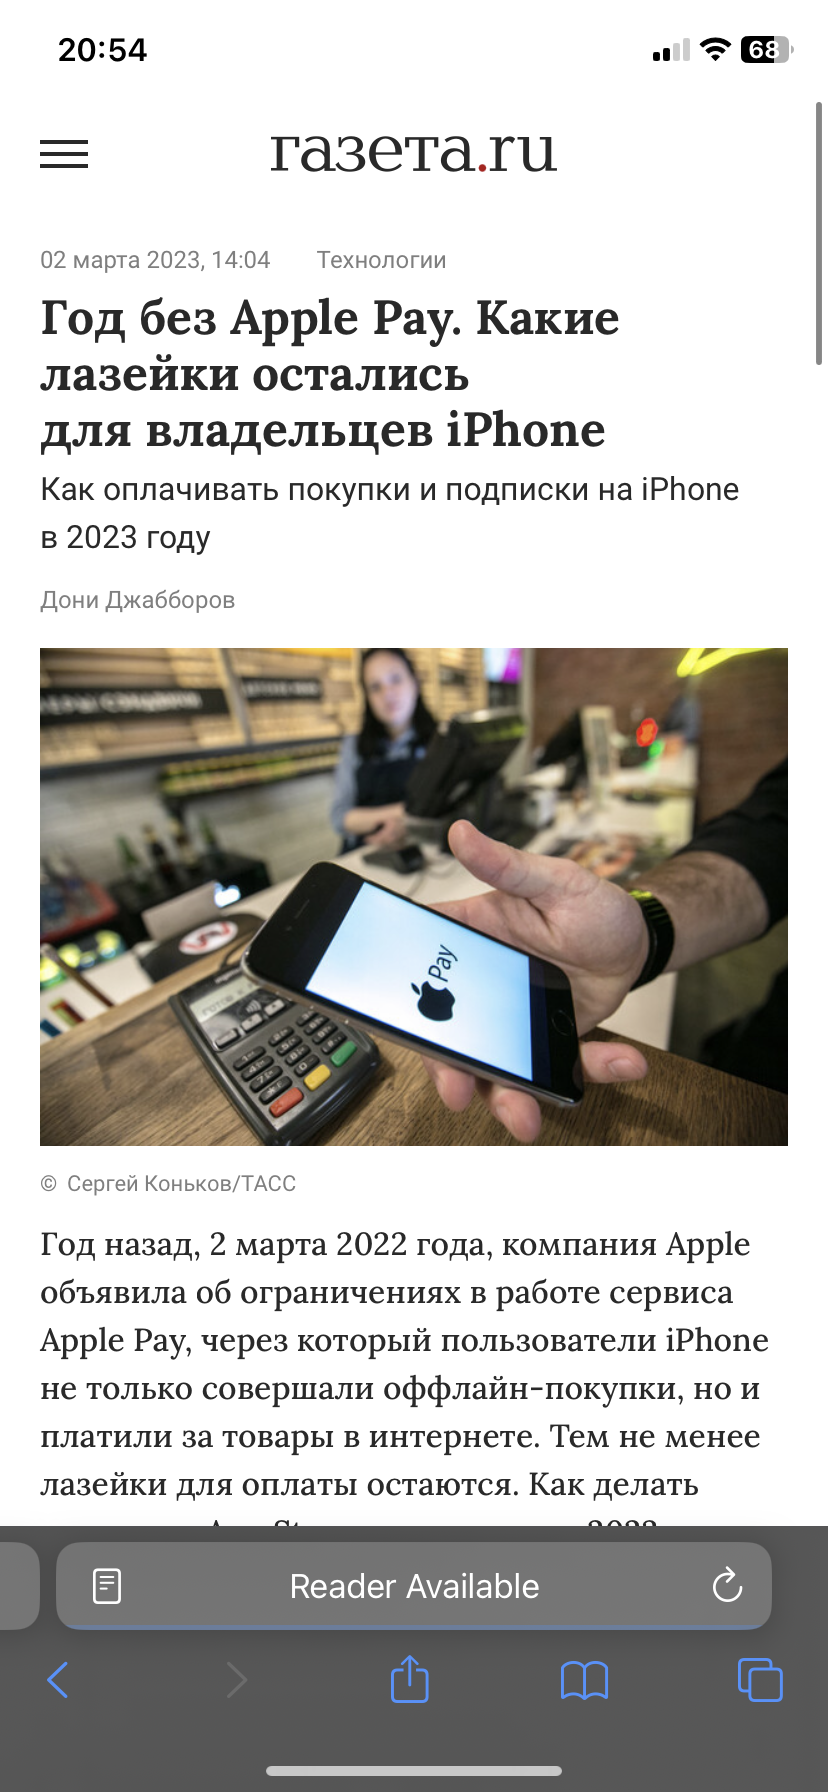 20:54
68
газета.ru
02 марта 2023, 14:04 Технологии
Год без Apple Pay. Какие
лазейки остались
для владельцев iPhone
Как оплачивать покупки и подписки на iPhone
в 2023 году
Дони Джабборов
Pay
© Сергей Коньков/ТАСС
Год назад, 2 марта 2022 года, компания Apple
объявила об ограничениях в работе сервиса
Apple Pay, через который пользователи iPhone
не только совершали оффлайн-покупки, но и
платили за товары в интернете. Тем не менее
лазейки для оплаты остаются. Как делать
Reader Available